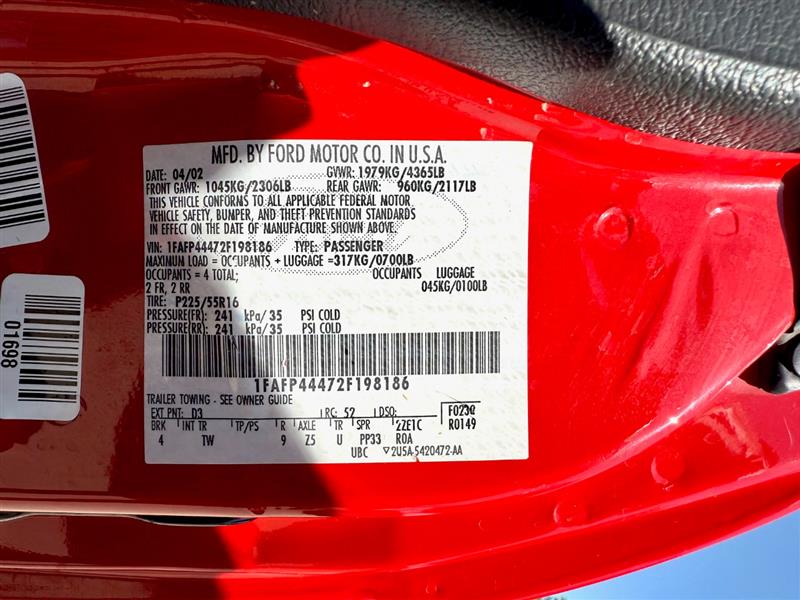 MFD. BY FORD MOTOR CO. IN U.S.A.
DATE: 04/02 GVWR: 1979KG/4365LB
FRONT GAWR: 1045KG/2306LB REAR GAWR: 960KG/2117LB
THIS VEHICLE CONFORMS TO ALL APPLICABLE FEDERAL MOTOR
VEHICLE SAFETY, BUMPER, AND THEFT PREVENTION STANDARDS
IN EFFECT ON THE DATE OF MANUFACTURE SHOWN ABOVE.
VIN: 1FAFP44472F198186 TYPE: PASSENGER
MAXIMUM LOAD = OCCUPANTS + LUGGAGE = 317KG/0700LB
OCCUPANTS = 4 TOTAL; OCCUPANTS LUGGAGE
2 FR, 2 RR 045KG/0100LB
TIRE: P225/55R16
PRESSURE(FR): 241 kPa/35 PSI COLD
PRESSURE(RR): 241 kPa/35 PSI COLD
1FAFP44472F198186
TRAILER TOWING - SEE OWNER GUIDE
EXT PNT: D3 RC: 52 DSO: F0230
BRK INT TR TP/PS R AXLE TR SPR 2ZE1C R0149
4 TW 9 Z5 U PP33 ROA
UBC ▽2U5A-5420472-AA
01698